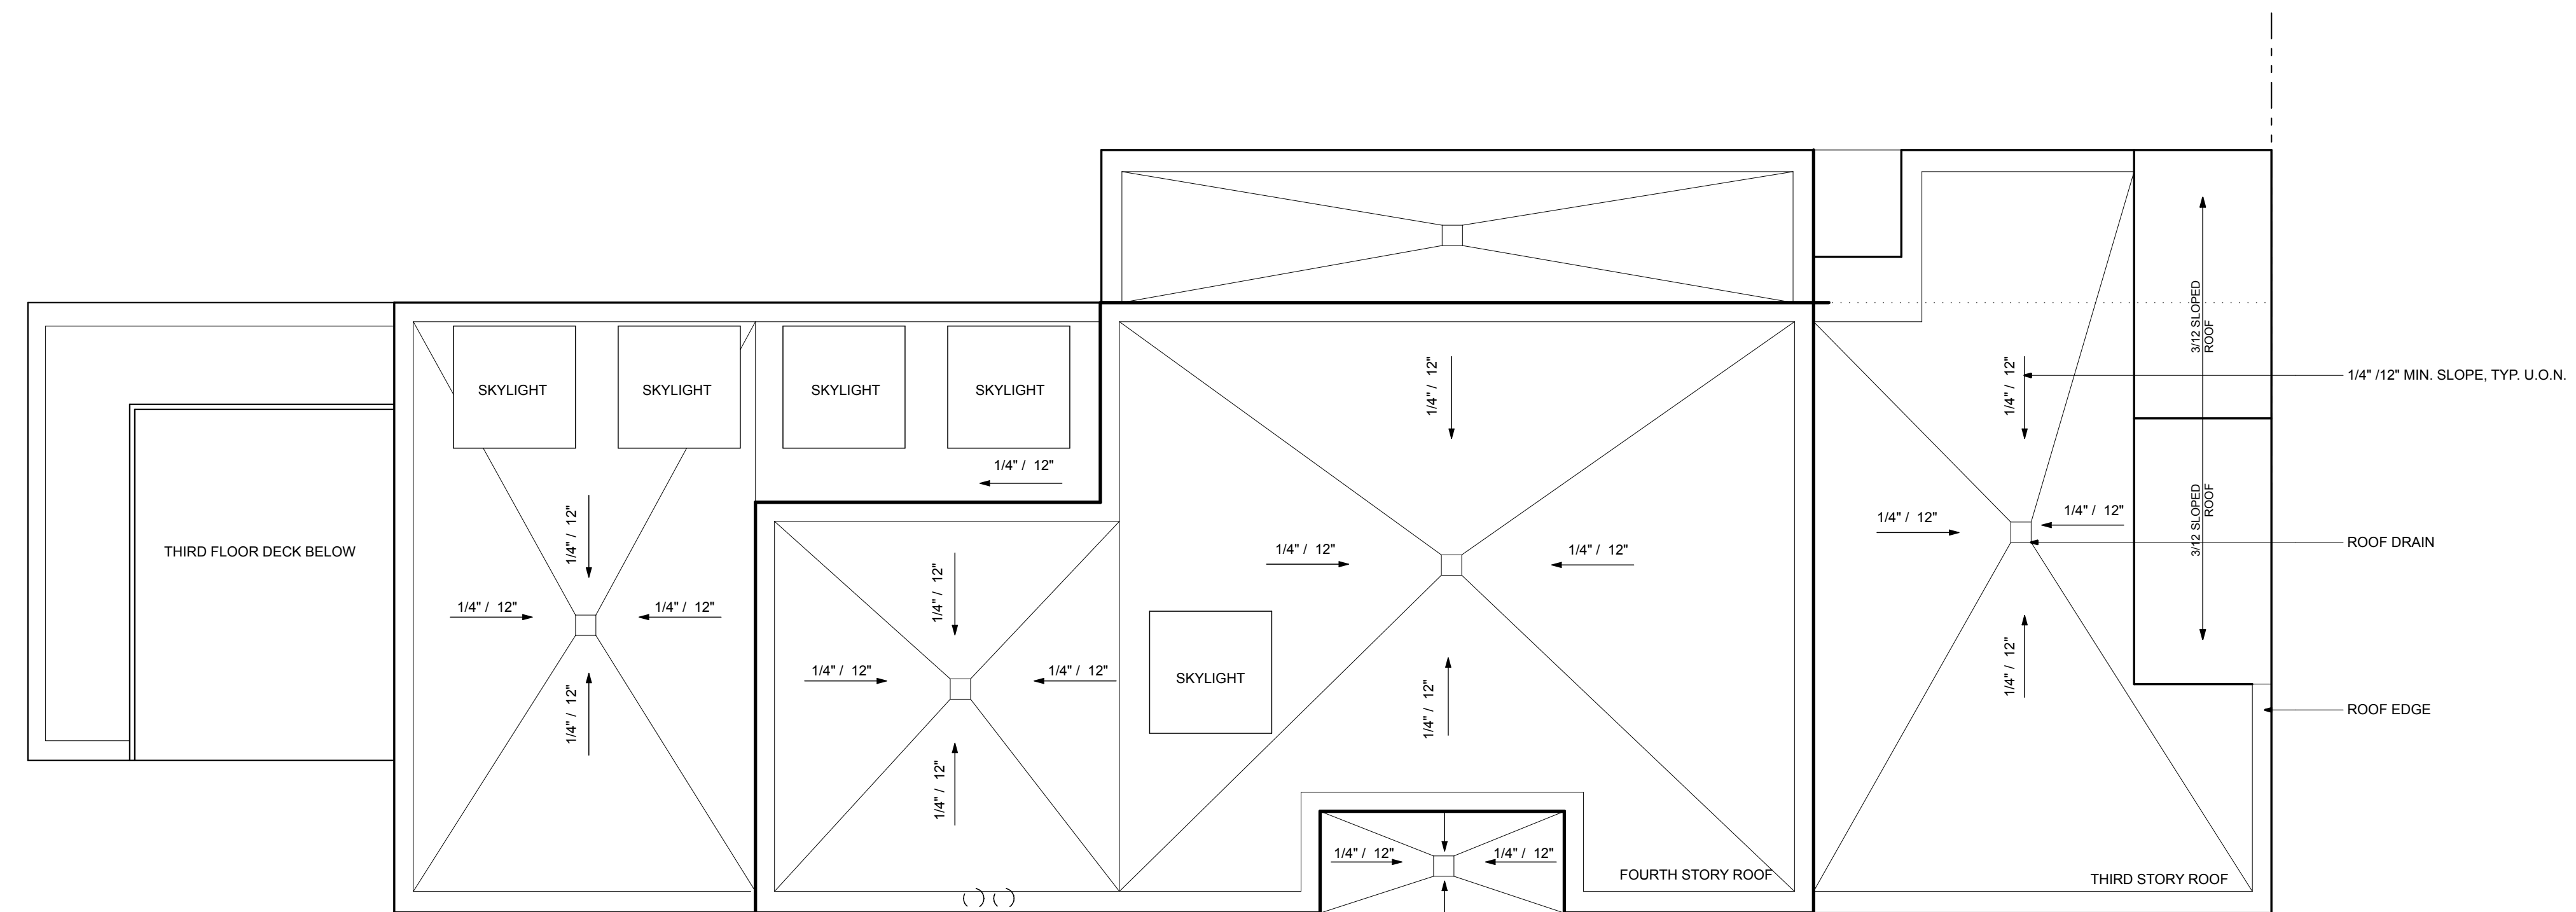 1/4" / 12"
3/12 SLOPED
ROOF
1/4" / 12"
1/4" /12" MIN. SLOPE, TYP. U.O.N.
SKYLIGHT
SKYLIGHT
SKYLIGHT
SKYLIGHT
1/4" / 12"
3/12 SLOPED
ROOF
1/4" / 12"
1/4" / 12"
1/4" / 12"
ROOF DRAIN
THIRD FLOOR DECK BELOW
1/4" / 12"
1/4" / 12"
1/4" / 12"
1/4" / 12"
1/4" / 12"
1/4" / 12"
1/4" / 12"
1/4" / 12"
1/4" / 12"
SKYLIGHT
1/4" / 12"
1/4" / 12"
1/4" / 12"
ROOF EDGE
1/4" / 12"
1/4" / 12"
1/4" / 12"
FOURTH STORY ROOF
THIRD STORY ROOF